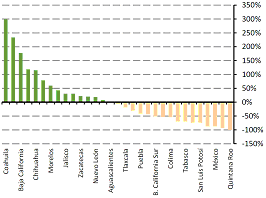 350%
300%
250%
200%
150%
100%
50%
0%
-50%
-100%
-150%
Coahuila
Baja California
Chihuahua
Morelos
Jalisco
Zacatecas
Nuevo León
Aguascalientes
Tlaxcala
Puebla
B. California Sur
Colima
Tabasco
San Luis Potosí
México
Quintana Roo